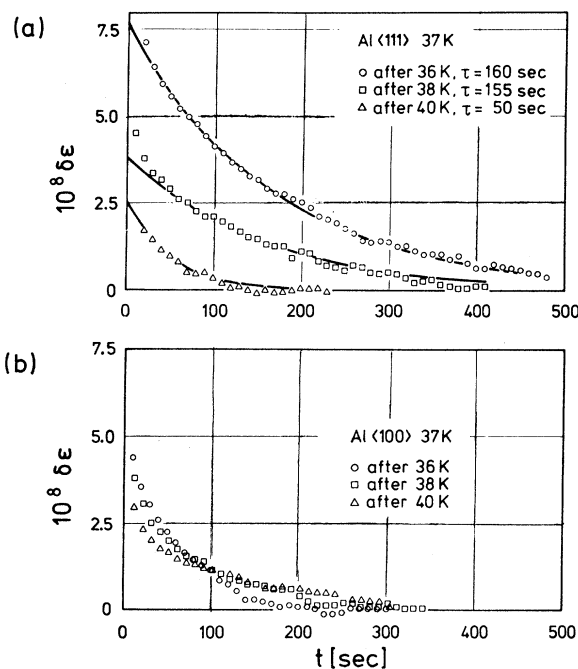 (a)
7.5
5.0
2.5
0
10⁸ δε
Al ⟨111⟩ 37K
○ after 36 K, τ = 160 sec
□ after 38 K, τ = 155 sec
△ after 40 K, τ = 50 sec
0 100 200 300 400 500
(b)
7.5
5.0
2.5
0
10⁸ δε
Al ⟨100⟩ 37K
○ after 36 K
□ after 38 K
△ after 40 K
0 100 200 300 400 500
t [sec]